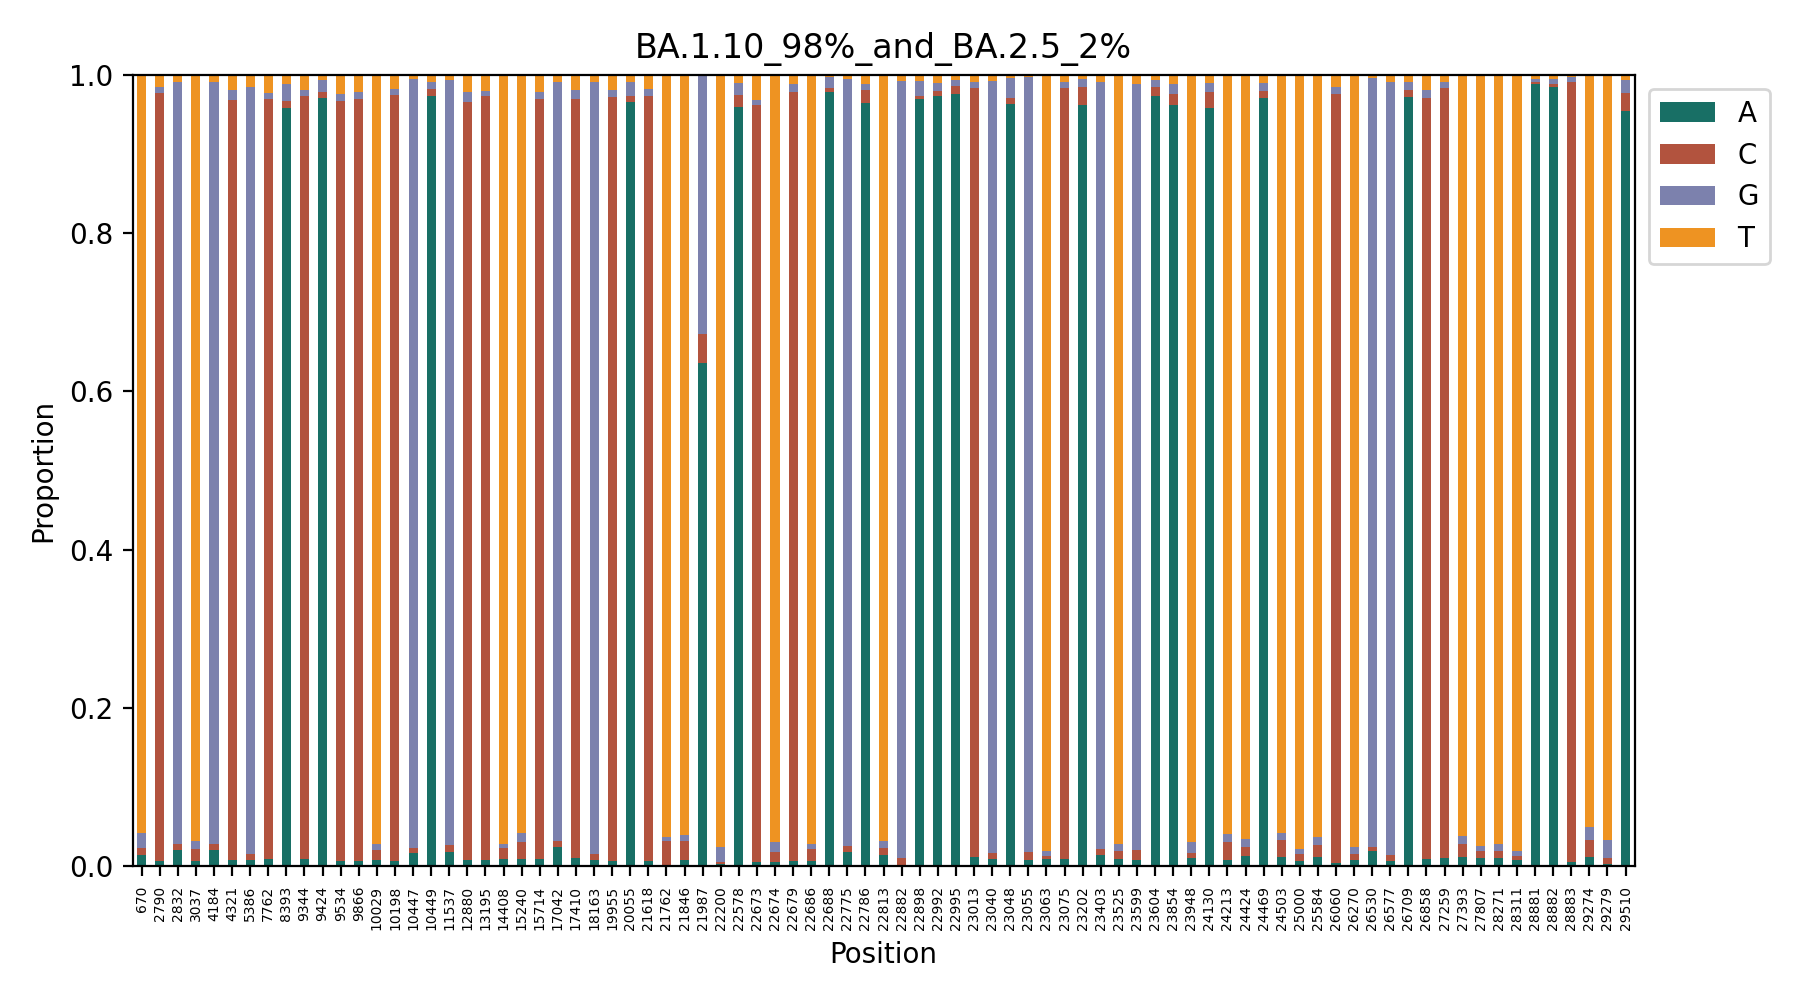 BA.1.10_98%_and_BA.2.5_2%
1.0
0.8
0.6
0.4
0.2
0.0
Proportion
A
C
G
T
670 2790 2832 3037 4184 4321 5386 7762 8393 9344 9424 9534 9866 10029 10198 10447 10449 11537 12880 13195 14408 15240 15714 17042 17410 18163 19955 20055 21618 21762 21846 21987 22200 22578 22673 22674 22679 22686 22688 22775 22786 22813 22882 22898 22992 22995 23013 23040 23048 23055 23063 23075 23202 23403 23525 23599 23604 23854 23948 24130 24213 24424 24469 24503 25000 25584 26060 26270 26530 26577 26709 26858 27259 27393 27807 28271 28311 28881 28882 28883 29274 29279 29510
Position